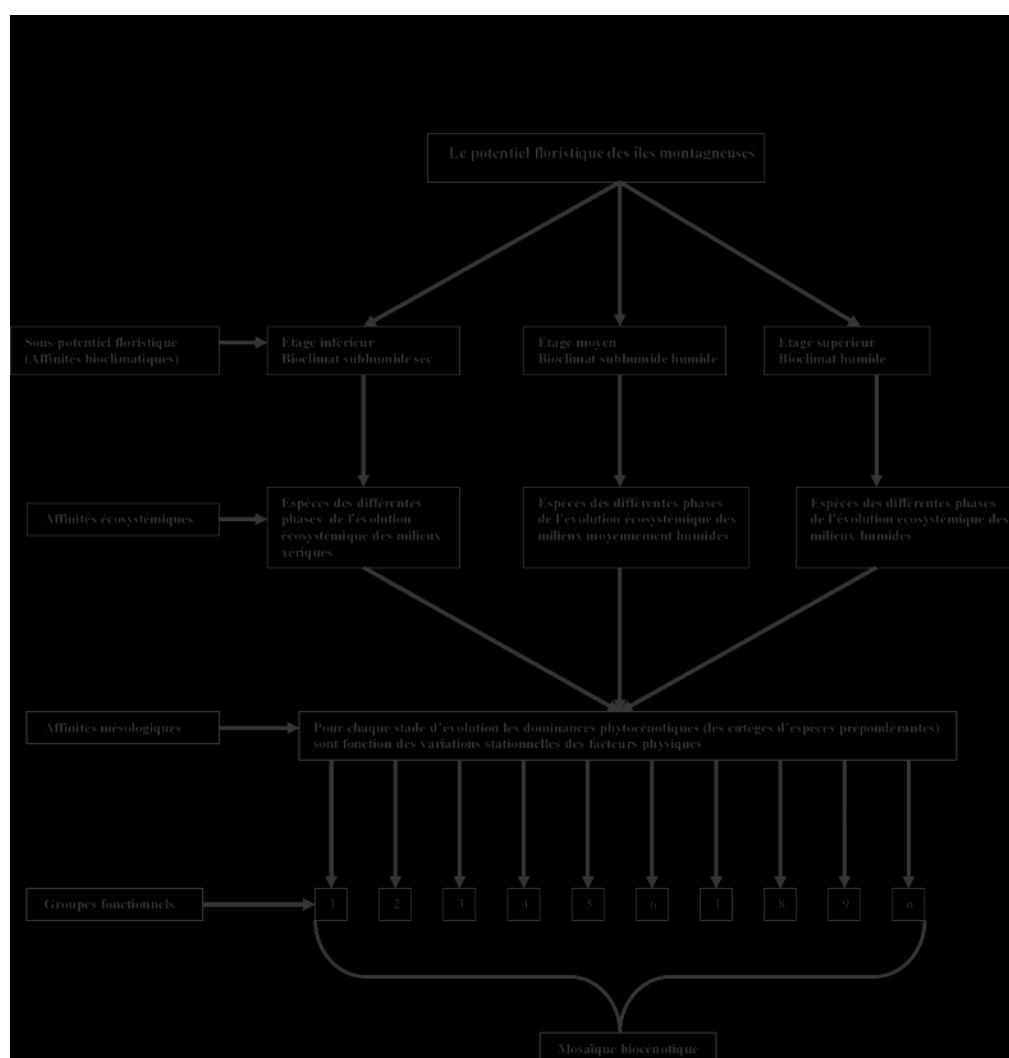 Le potentiel floristique des îles montagneuses
Sous-potentiel floristique
(Affinités bioclimatiques)
Etage inférieur
Bioclimat subhumide sec
Etage moyen
Bioclimat subhumide humide
Etage supérieur
Bioclimat humide
Affinités écosystémiques
Espèces des différentes
phases de l'évolution
écosystémique des milieux
xériques
Espèces des différentes phases
de l'évolution écosystémique des
milieux moyennement humides
Espèces des différentes phases
de l'évolution écosystémique des
milieux humides
Affinités mésologiques
Pour chaque stade d'évolution les dominances phytocénotiques (les cortèges d'espèces prépondérantes)
sont fonction des variations stationnelles des facteurs physiques
Groupes fonctionnels
1 2 3 4 5 6 1 8 9 n
Mosaïque biocénotique